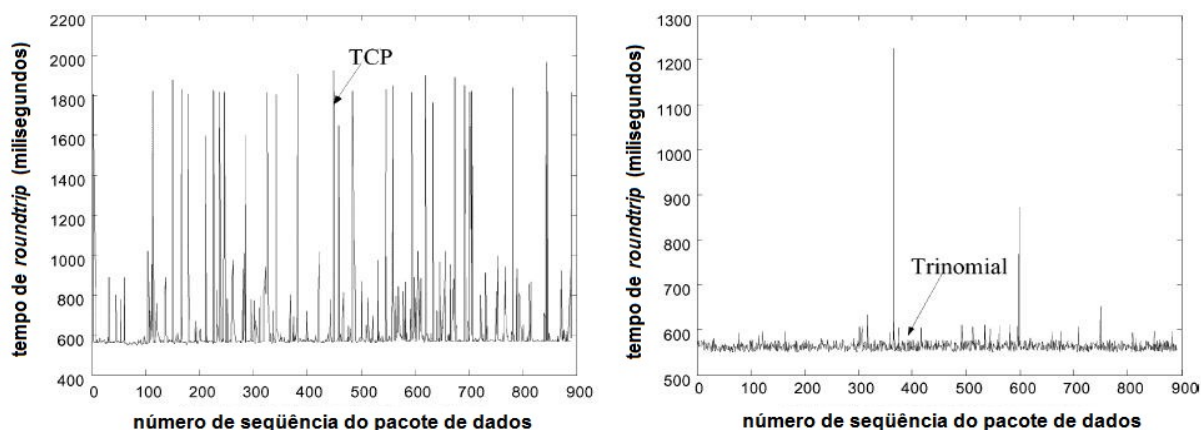 tempo de roundtrip (milisegundos)
2200
2000
1800
1600
1400
1200
1000
800
600
400
TCP
0 100 200 300 400 500 600 700 800 900
número de seqüência do pacote de dados
tempo de roundtrip (milisegundos)
1300
1200
1100
1000
900
800
700
600
500
Trinomial
0 100 200 300 400 500 600 700 800 900
número de seqüência do pacote de dados